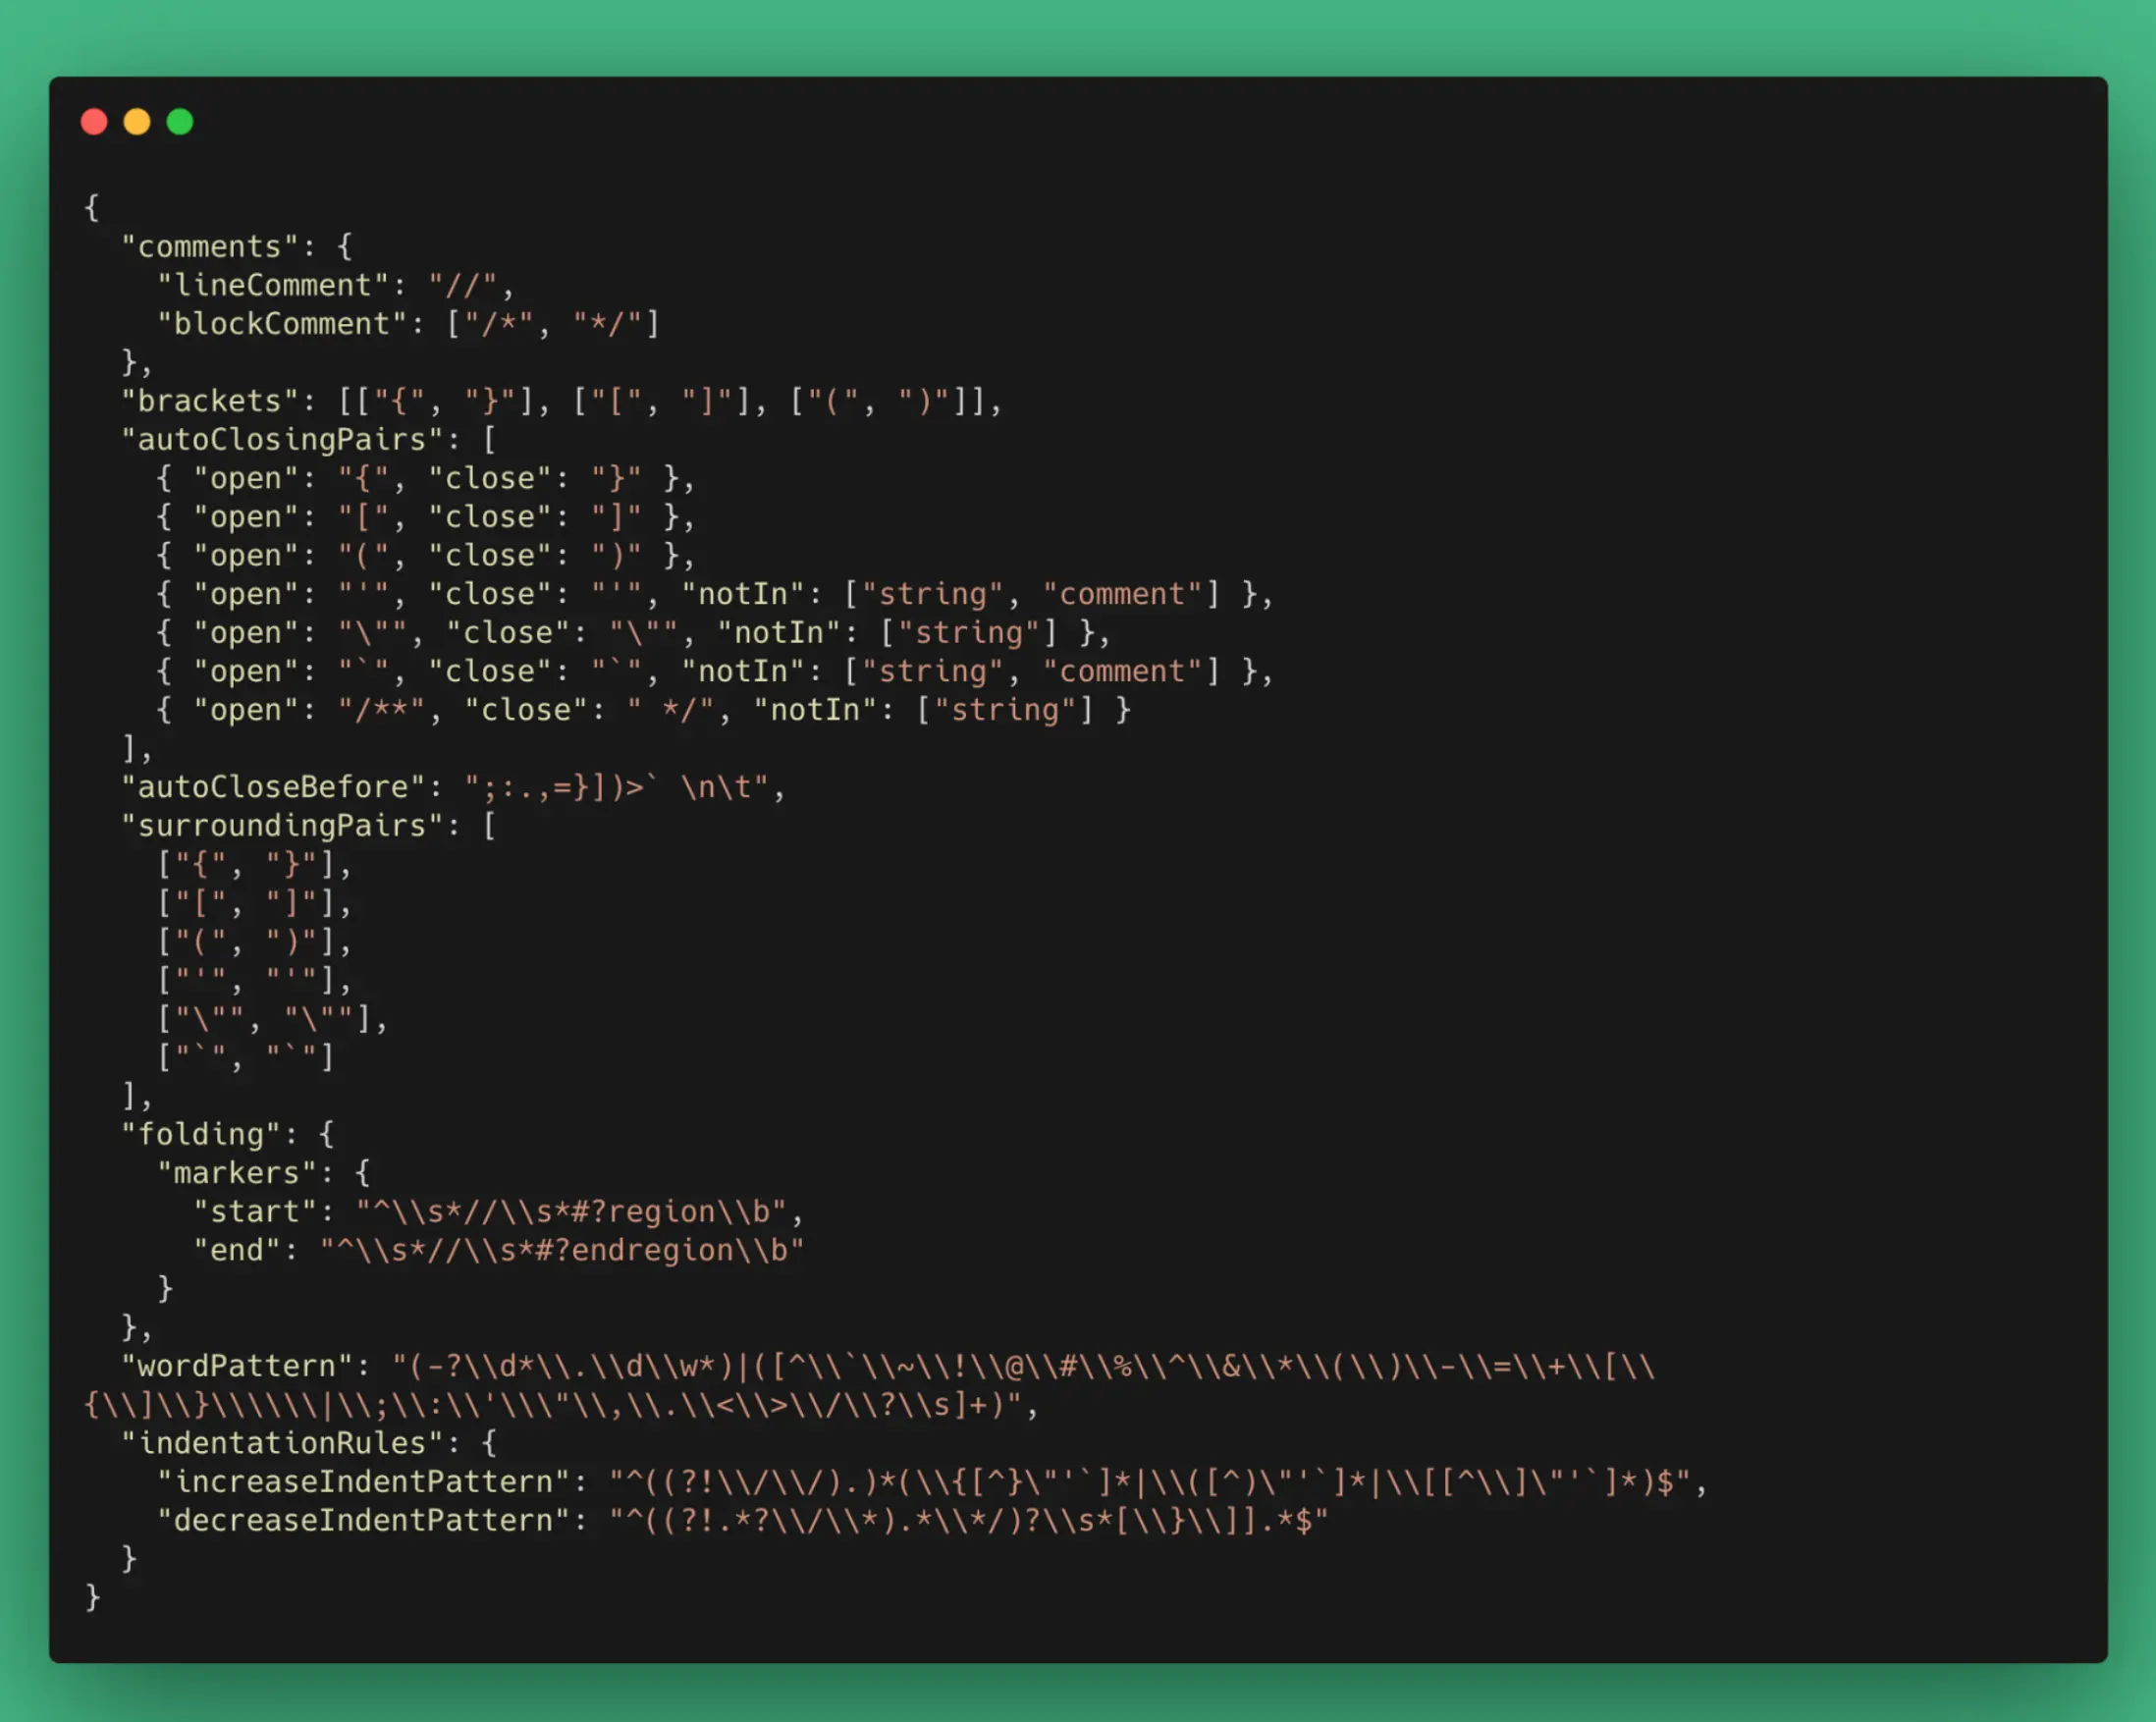 {
  "comments": {
    "lineComment": "//",
    "blockComment": ["/*", "*/"]
  },
  "brackets": [["{", "}"], ["[", "]"], ["(", ")"]],
  "autoClosingPairs": [
    { "open": "{", "close": "}" },
    { "open": "[", "close": "]" },
    { "open": "(", "close": ")" },
    { "open": "'", "close": "'", "notIn": ["string", "comment"] },
    { "open": "\"", "close": "\"", "notIn": ["string"] },
    { "open": "`", "close": "`", "notIn": ["string", "comment"] },
    { "open": "/**", "close": " */", "notIn": ["string"] }
  ],
  "autoCloseBefore": ";:.,=}])>` \n\t",
  "surroundingPairs": [
    ["{", "}"],
    ["[", "]"],
    ["(", ")"],
    ["'", "'"],
    ["\"", "\""],
    ["`", "`"]
  ],
  "folding": {
    "markers": {
      "start": "^\\s*//\\s*#?region\\b",
      "end": "^\\s*//\\s*#?endregion\\b"
    }
  },
  "wordPattern": "(-?\\d*\\.\\d\\w*)|([^\\`\\~\\!\\@\\#\\%\\^\\&\\*\\(\\)\\-\\=\\+\\[\\
{\\]\\}\\\\\\|\\;\\:\\'\\\"\\,\\.\\<\\>\\/\\?\\s]+)",
  "indentationRules": {
    "increaseIndentPattern": "^((?!\\/\\/).)*(\\{[^}\"'`]*|\\([^)\"'`]*|\\[[^\\]\"'`]*)$",
    "decreaseIndentPattern": "^((?!.*?\\/\\*).*\\*/)?\\s*[\\}\\]].*$"
  }
}